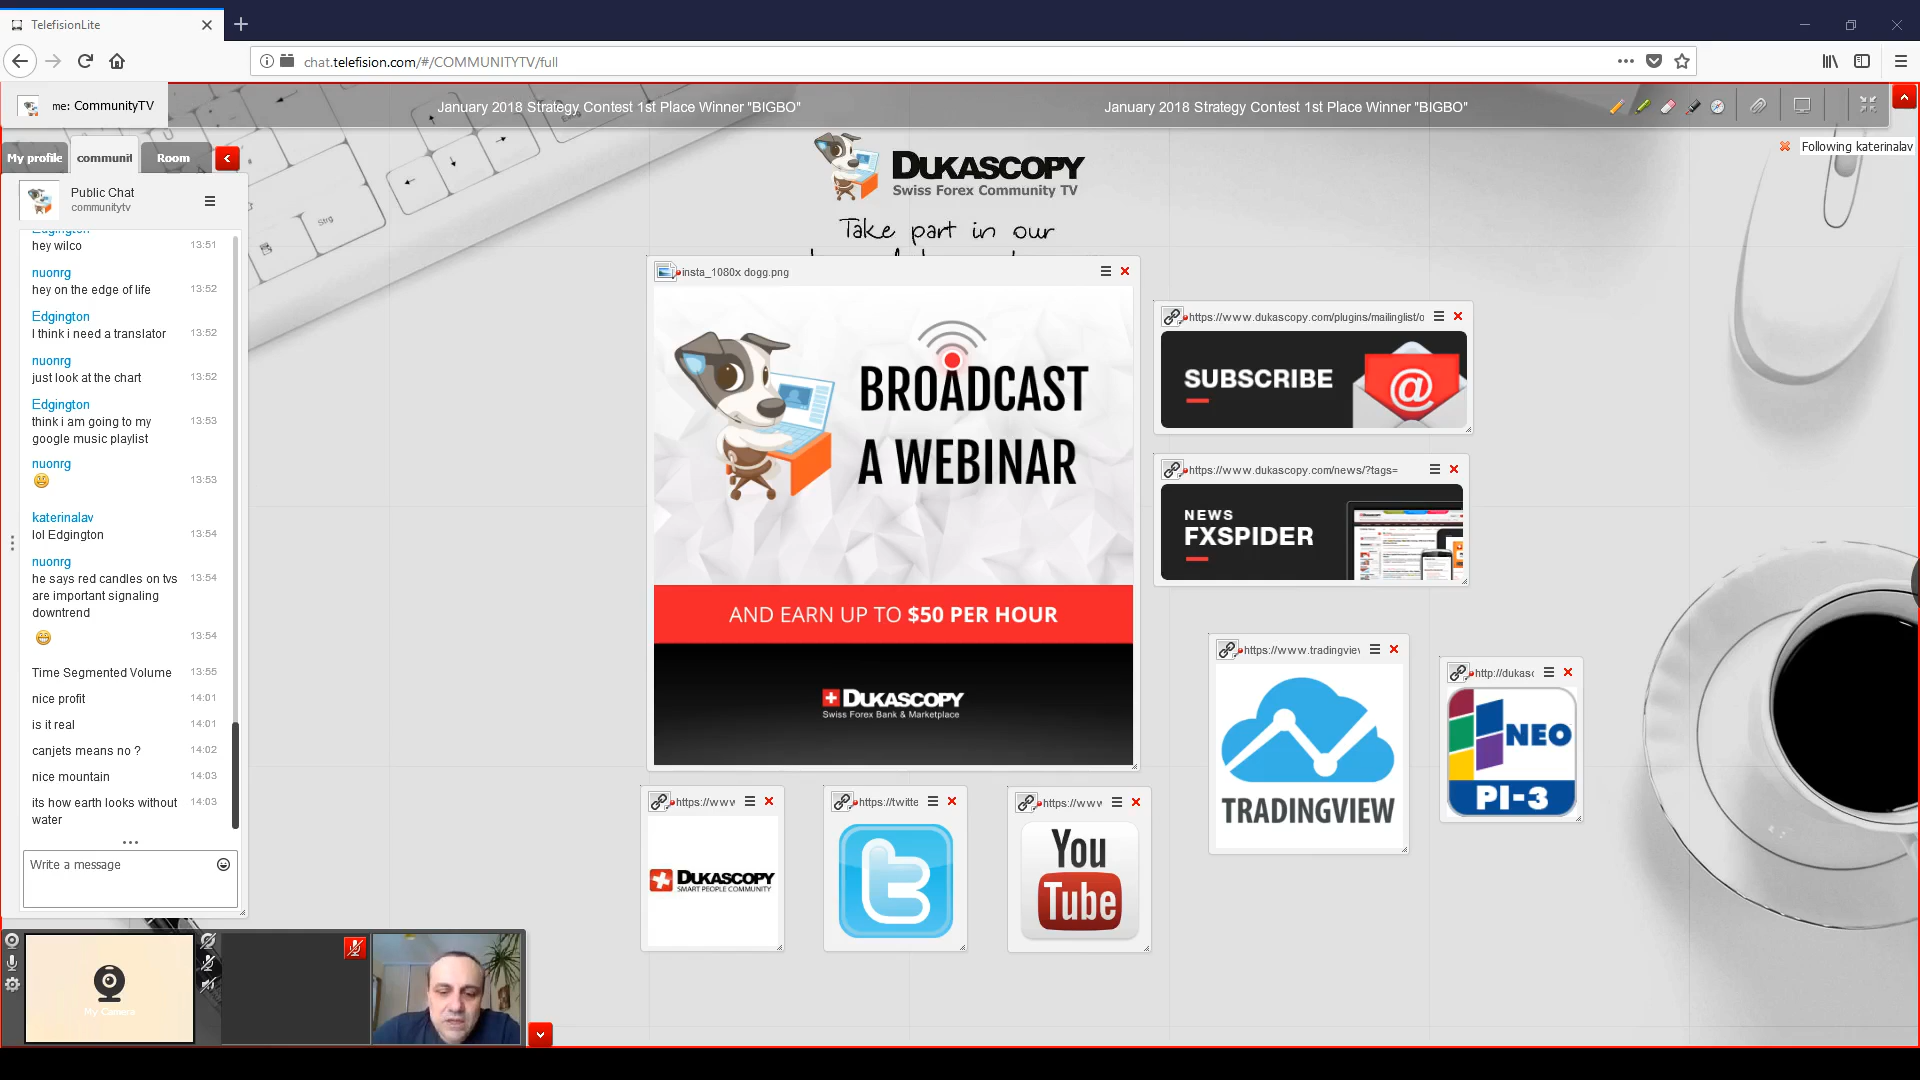 TelefisionLite
chat.telefision.com/#/COMMUNITYTV/full
me: CommunityTV
January 2018 Strategy Contest 1st Place Winner "BIGBO"
January 2018 Strategy Contest 1st Place Winner "BIGBO"
Following katerinalav
My profile
communit
Room
Public Chat
communitytv
Edgington
hey wilco 13:51
nuonrg
hey on the edge of life 13:52
Edgington
I think i need a translator 13:52
nuonrg
just look at the chart 13:52
Edgington
think i am going to my 13:53
google music playlist
nuonrg
13:53
katerinalav
lol Edgington 13:54
nuonrg
he says red candles on tvs 13:54
are important signaling
downtrend
13:54
Time Segmented Volume 13:55
nice profit 14:01
is it real 14:01
canjets means no ? 14:02
nice mountain 14:03
its how earth looks without 14:03
water
Write a message
My Camera
Strg
DUKASCOPY
Swiss Forex Community TV
Take part in our
insta_1080x dogg.png
BROADCAST
A WEBINAR
AND EARN UP TO $50 PER HOUR
DUKASCOPY
Swiss Forex Bank & Marketplace
https://www.dukascopy.com/plugins/mailinglist/o
SUBSCRIBE
@
https://www.dukascopy.com/news/?tags=
NEWS
FXSPIDER
https://www.tradingview
TRADINGVIEW
http://dukasc
NEO
PI-3
https://www
DUKASCOPY
SMART PEOPLE COMMUNITY
https://twitte
t
https://www
You
Tube